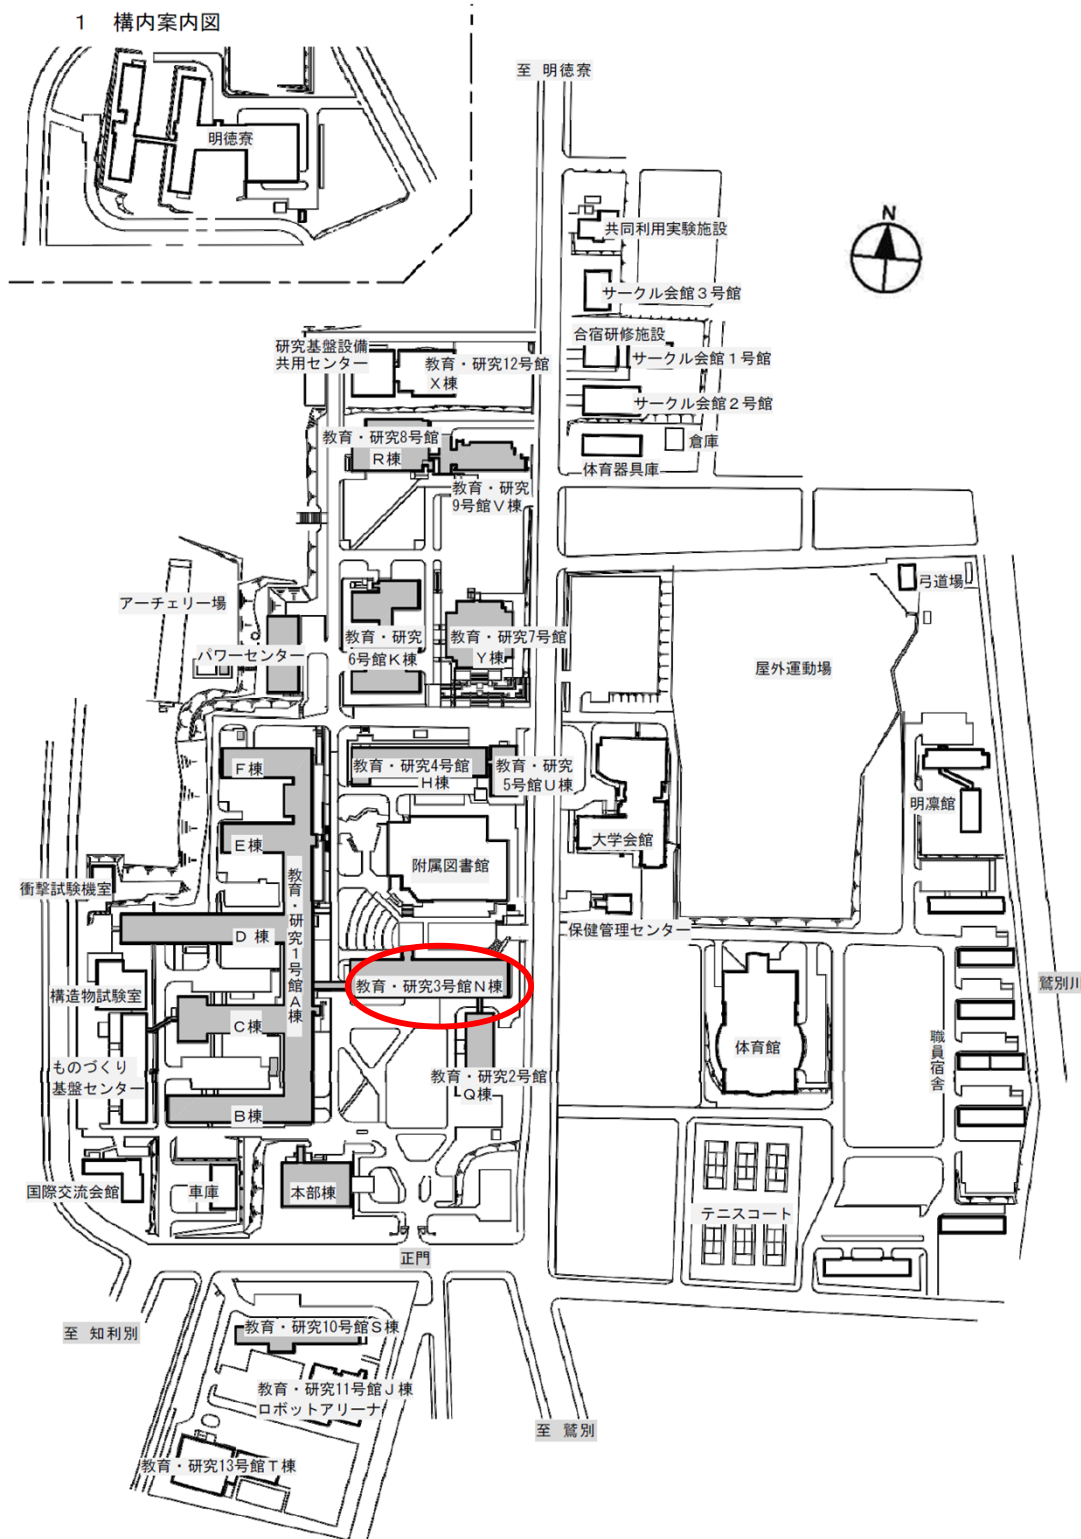 1 構内案内図
明徳寮
至 明徳寮
N
共同利用実験施設
サークル会館3号館
合宿研修施設
サークル会館1号館
サークル会館2号館
倉庫
体育器具庫
研究基盤設備
共用センター
教育・研究12号館
X棟
教育・研究8号館
R棟
教育・研究
9号館V棟
アーチェリー場
パワーセンター
教育・研究
6号館K棟
教育・研究7号館
Y棟
弓道場
屋外運動場
F棟
教育・研究4号館
H棟
教育・研究
5号館U棟
大学会館
明凛館
E棟
附属図書館
衝撃試験機室
教育・研究1号館A棟
D棟
保健管理センター
構造物試験室
教育・研究3号館N棟
鷲別川
C棟
体育館
職員宿舎
ものづくり
基盤センター
教育・研究2号館
Q棟
B棟
国際交流会館
車庫
本部棟
テニスコート
正門
至 知利別
教育・研究10号館S棟
教育・研究11号館J棟
ロボットアリーナ
至 鷲別
教育・研究13号館T棟